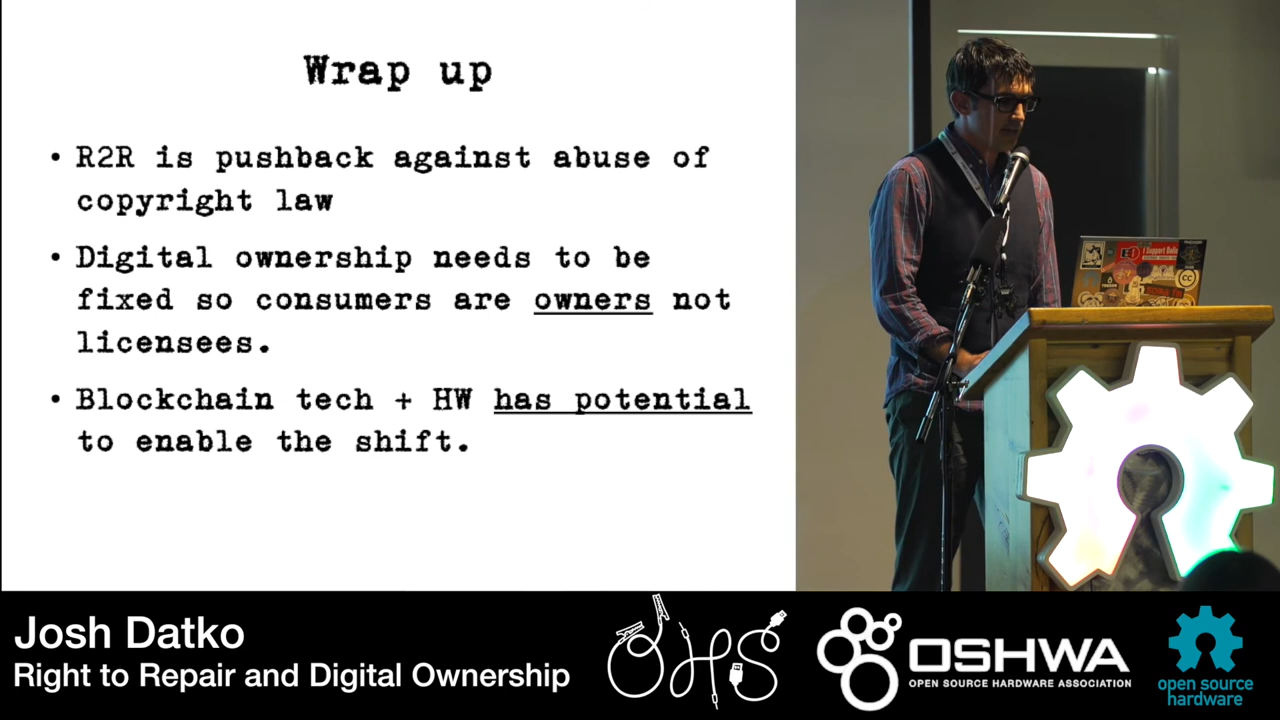 Wrap up
• R2R is pushback against abuse of
copyright law
• Digital ownership needs to be
fixed so consumers are owners not
licensees.
• Blockchain tech + HW has potential
to enable the shift.
I Support
CC
Josh Datko
Right to Repair and Digital Ownership
OHS
OSHWA
OPEN SOURCE HARDWARE ASSOCIATION
open source
hardware